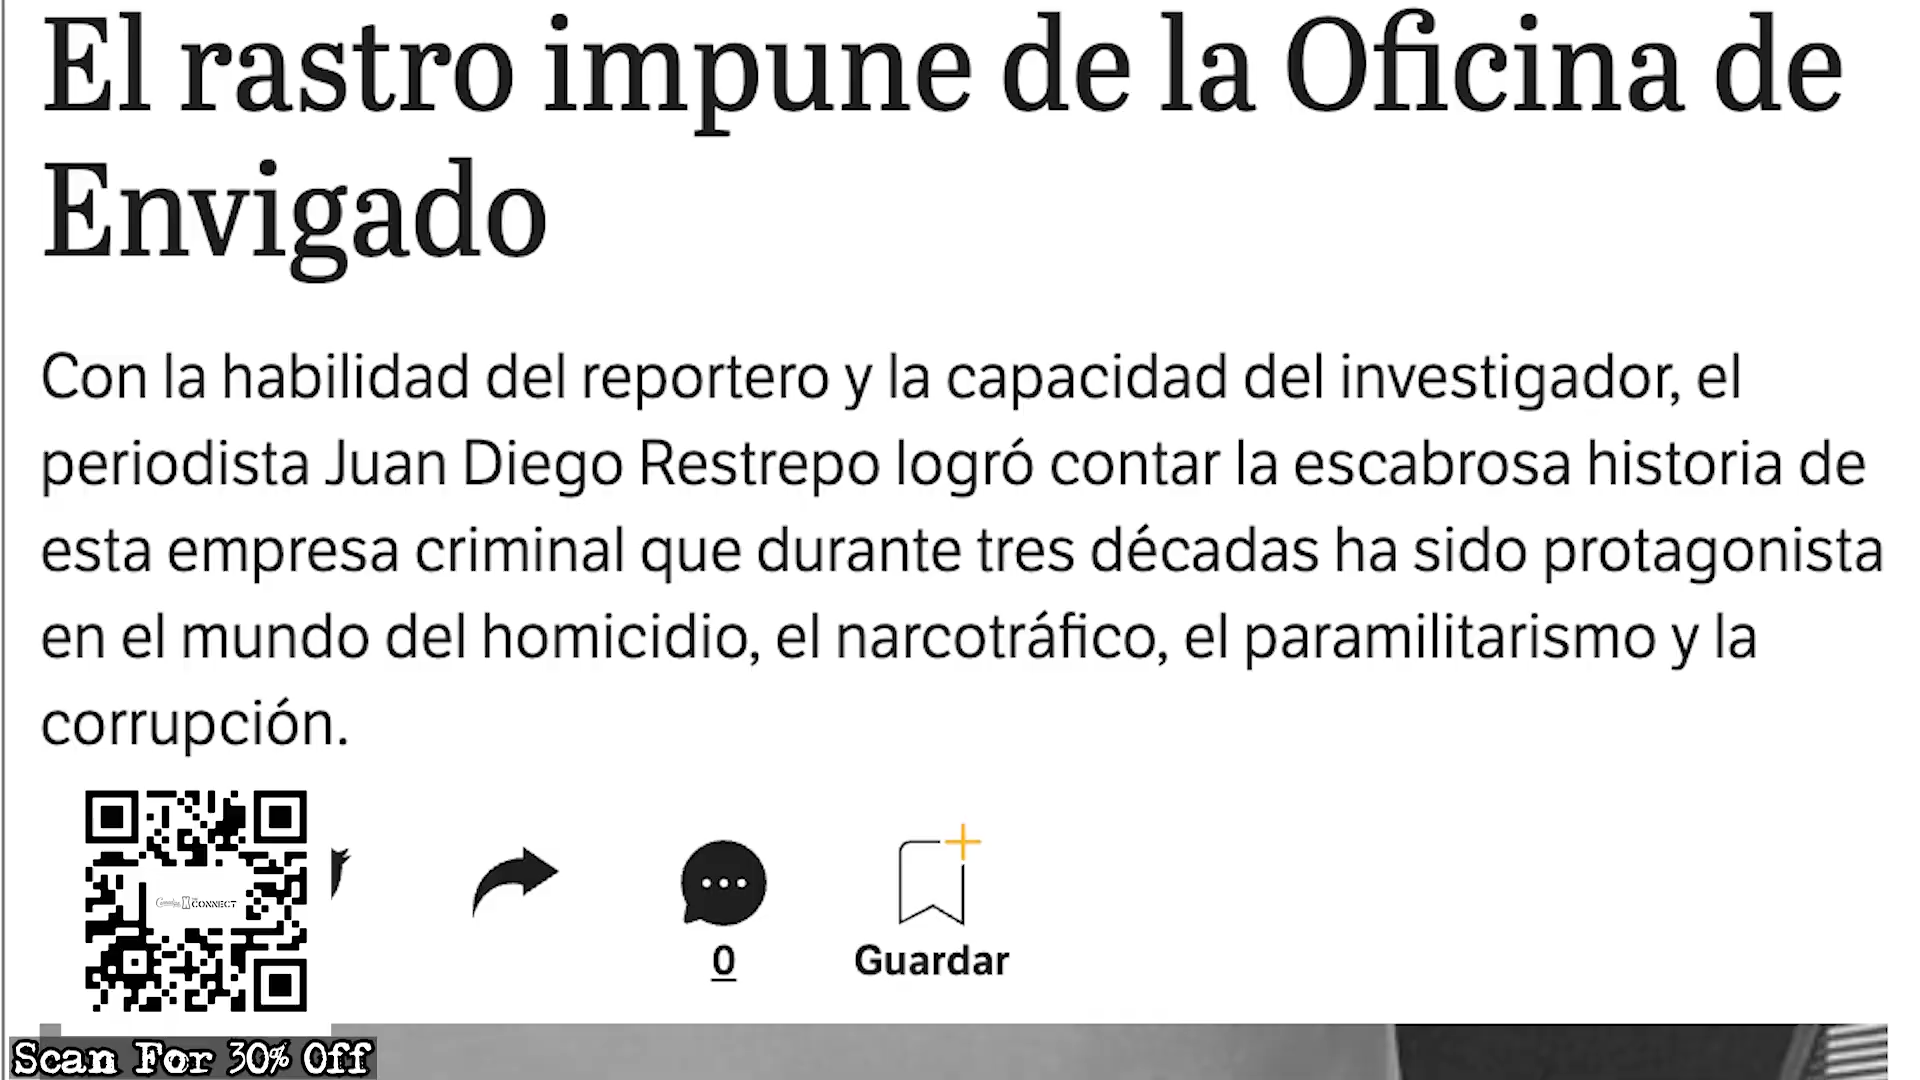 El rastro impune de la Oficina de
Envigado
Con la habilidad del reportero y la capacidad del investigador, el
periodista Juan Diego Restrepo logró contar la escabrosa historia de
esta empresa criminal que durante tres décadas ha sido protagonista
en el mundo del homicidio, el narcotráfico, el paramilitarismo y la
corrupción.
CONNECT
0
Guardar
Scan For 30% Off